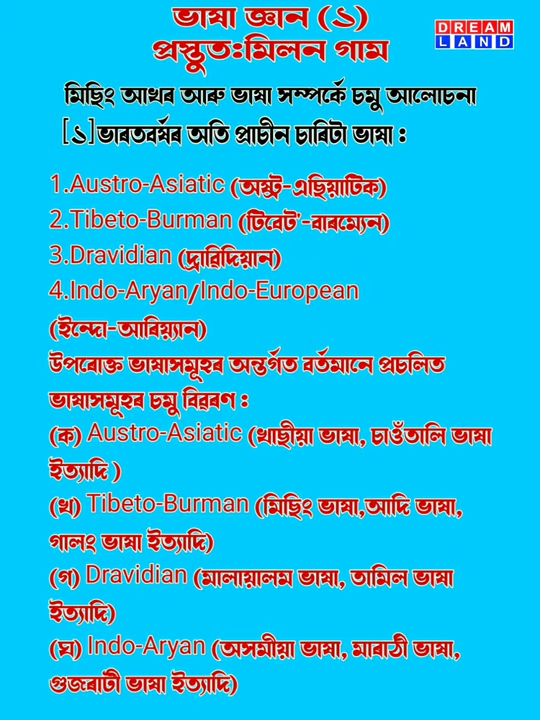 ভাষা জ্ঞান (১)
প্ৰস্তুতঃমিলন গাম
DREAM
LAND
মিছিং আখৰ আৰু ভাষা সম্পৰ্কে চমু আলোচনা
[১]ভাৰতবৰ্ষৰ অতি প্ৰাচীন চাৰিটা ভাষা :
1.Austro-Asiatic (অষ্ট্ৰ-এছিয়াটিক)
2.Tibeto-Burman (টিবেট'-বাৰম্যেন)
3.Dravidian (দ্ৰাৱিদিয়ান)
4.Indo-Aryan/Indo-European
(ইন্দো-আৰিয়্যান)
উপৰোক্ত ভাষাসমূহৰ অন্তৰ্গত বৰ্তমানে প্ৰচলিত
ভাষাসমূহৰ চমু বিৱৰণ :
(ক) Austro-Asiatic (খাছীয়া ভাষা, চাওঁতালি ভাষা
ইত্যাদি )
(খ) Tibeto-Burman (মিছিং ভাষা,আদি ভাষা,
গালং ভাষা ইত্যাদি)
(গ) Dravidian (মালায়ালম ভাষা, তামিল ভাষা
ইত্যাদি)
(ঘ) Indo-Aryan (অসমীয়া ভাষা, মাৰাঠী ভাষা,
গুজৰাটী ভাষা ইত্যাদি)